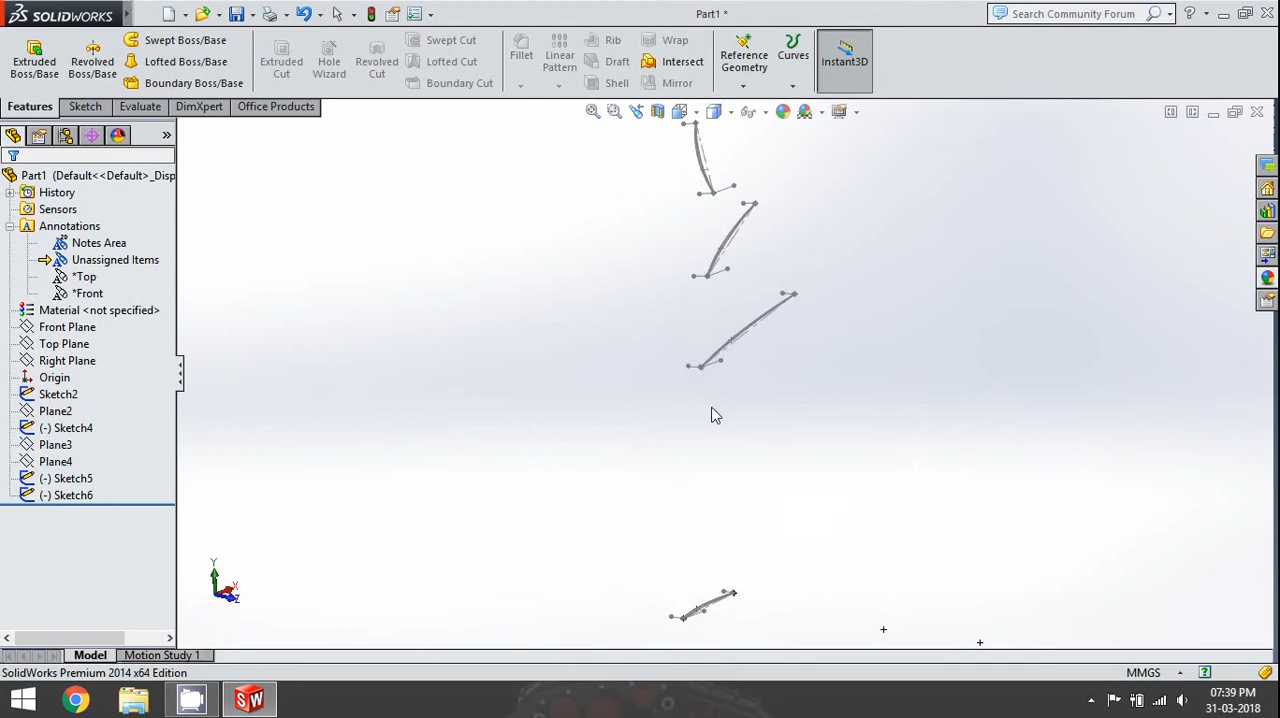 SOLIDWORKS
Part1 *
Search Community Forum
Extruded Boss/Base
Revolved Boss/Base
Swept Boss/Base
Lofted Boss/Base
Boundary Boss/Base
Extruded Cut
Hole Wizard
Revolved Cut
Swept Cut
Lofted Cut
Boundary Cut
Fillet
Linear Pattern
Rib
Draft
Shell
Wrap
Intersect
Mirror
Reference Geometry
Curves
Instant3D
Features
Sketch
Evaluate
DimXpert
Office Products
Part1 (Default<<Default>_Disp
History
Sensors
Annotations
Notes Area
Unassigned Items
*Top
*Front
Material <not specified>
Front Plane
Top Plane
Right Plane
Origin
Sketch2
Plane2
(-) Sketch4
Plane3
Plane4
(-) Sketch5
(-) Sketch6
Y
X
Z
Model
Motion Study 1
SolidWorks Premium 2014 x64 Edition
MMGS
07:39 PM
31-03-2018